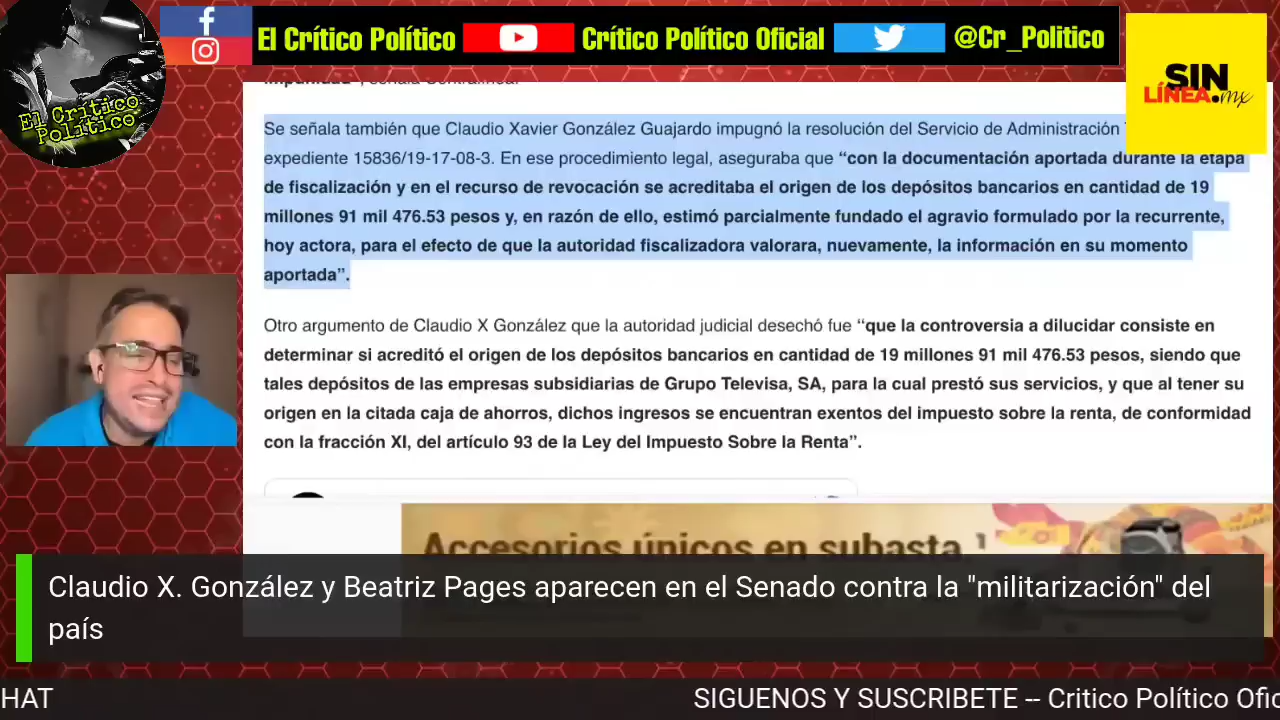 El Crítico Político
El Crítico Político
Crítico Político Oficial
@Cr_Politico
SIN
LÍNEA.mx
Se señala también que Claudio Xavier González Guajardo impugnó la resolución del Servicio de Administración
expediente 15836/19-17-08-3. En ese procedimiento legal, aseguraba que “con la documentación aportada durante la etapa
de fiscalización y en el recurso de revocación se acreditaba el origen de los depósitos bancarios en cantidad de 19
millones 91 mil 476.53 pesos y, en razón de ello, estimó parcialmente fundado el agravio formulado por la recurrente,
hoy actora, para el efecto de que la autoridad fiscalizadora valorara, nuevamente, la información en su momento
aportada”.
Otro argumento de Claudio X González que la autoridad judicial desechó fue “que la controversia a dilucidar consiste en
determinar si acreditó el origen de los depósitos bancarios en cantidad de 19 millones 91 mil 476.53 pesos, siendo que
tales depósitos de las empresas subsidiarias de Grupo Televisa, SA, para la cual prestó sus servicios, y que al tener su
origen en la citada caja de ahorros, dichos ingresos se encuentran exentos del impuesto sobre la renta, de conformidad
con la fracción XI, del artículo 93 de la Ley del Impuesto Sobre la Renta”.
Accesorios únicos en subasta
Claudio X. González y Beatriz Pages aparecen en el Senado contra la "militarización" del
país
HAT SIGUENOS Y SUSCRIBETE -- Critico Político Ofic